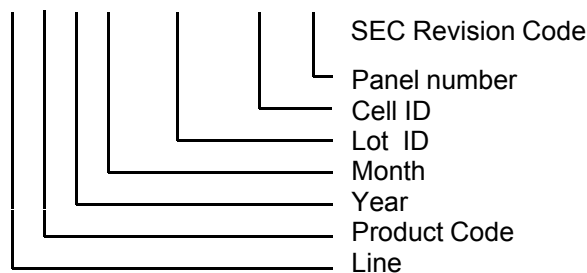 SEC Revision Code
Panel number
Cell ID
Lot ID
Month
Year
Product Code
Line